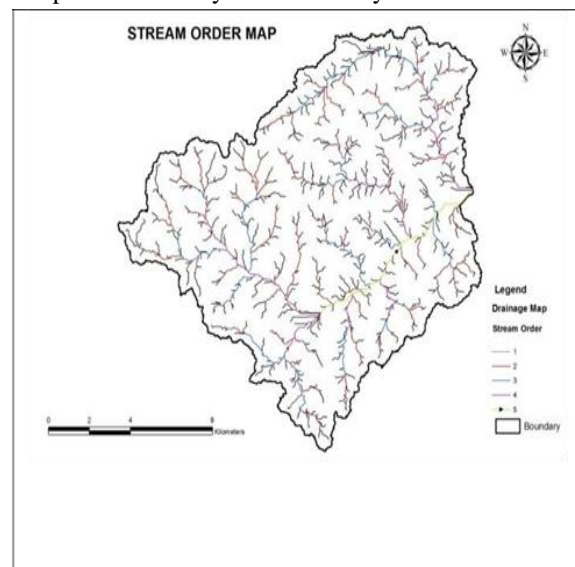 STREAM ORDER MAP
N
W E
S
Legend
Drainage Map
Stream Order
1
2
3
4
5
Boundary
0 2 4 8
Kilometers